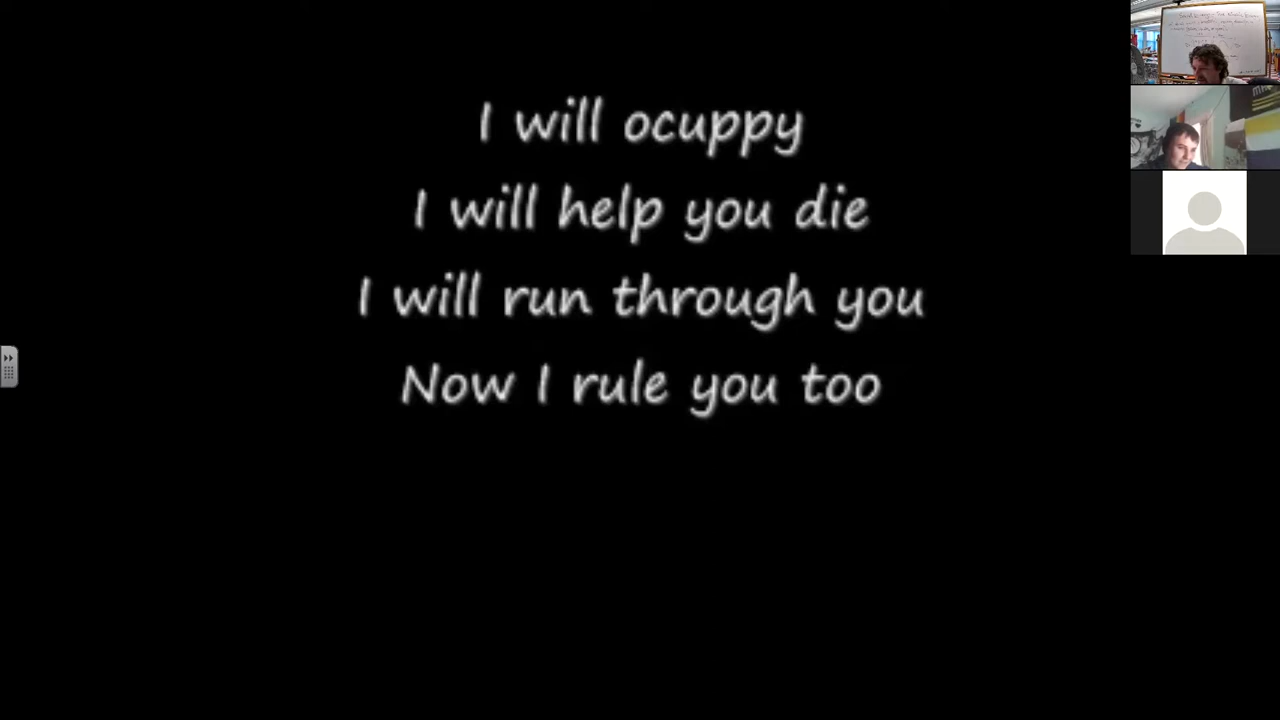 I will ocuppy
I will help you die
I will run through you
Now I rule you too